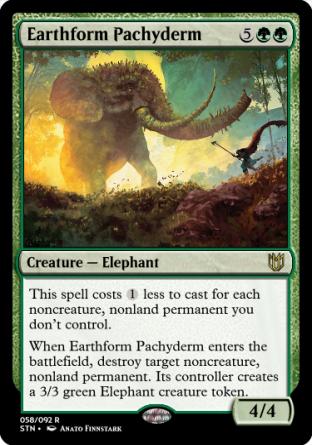 Earthform Pachyderm 5
Creature — Elephant
This spell costs 1 less to cast for each
noncreature, nonland permanent you
don't control.
When Earthform Pachyderm enters the
battlefield, destroy target noncreature,
nonland permanent. Its controller creates
a 3/3 green Elephant creature token.
4/4
058/092 R
STN • Anato Finnstark